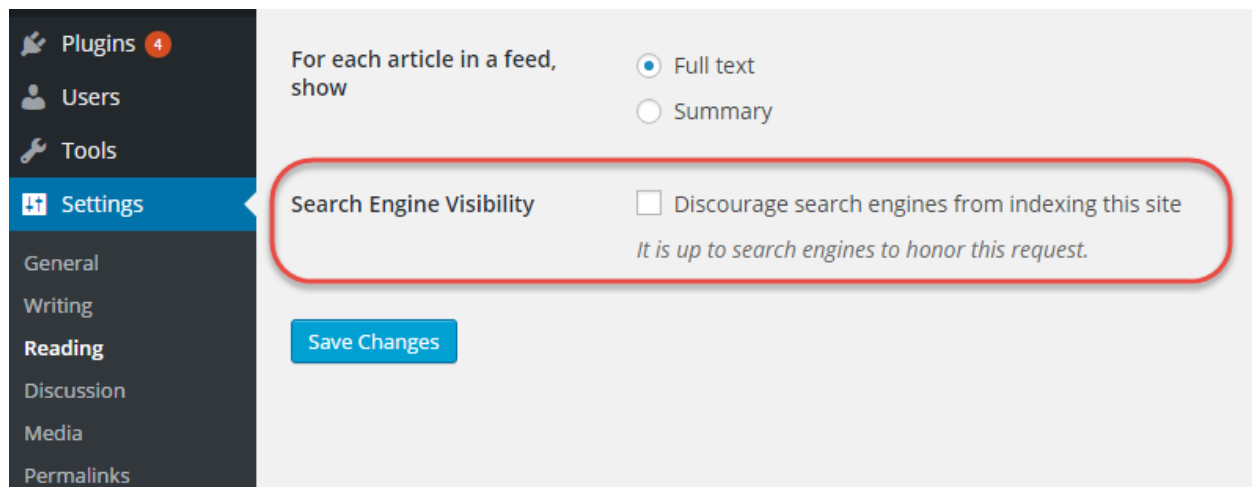 Plugins 4
Users
Tools
Settings
General
Writing
Reading
Discussion
Media
Permalinks
For each article in a feed,
show
Full text
Summary
Search Engine Visibility
Discourage search engines from indexing this site
It is up to search engines to honor this request.
Save Changes